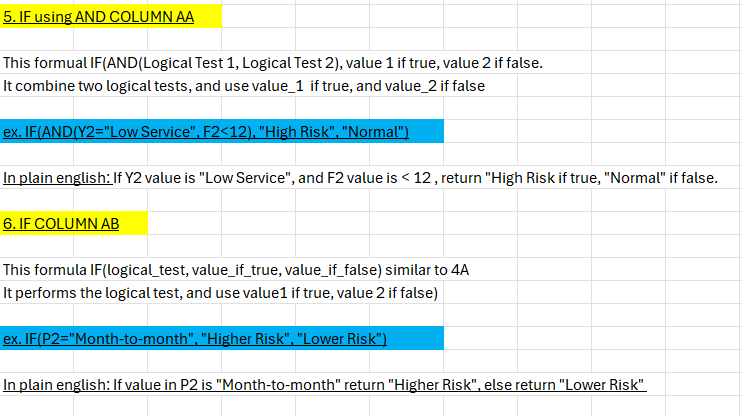 5. IF using AND COLUMN AA
This formual IF(AND(Logical Test 1, Logical Test 2), value 1 if true, value 2 if false.
It combine two logical tests, and use value_1 if true, and value_2 if false
ex. IF(AND(Y2="Low Service", F2<12), "High Risk", "Normal")
In plain english: If Y2 value is "Low Service", and F2 value is < 12 , return "High Risk if true, "Normal" if false.
6. IF COLUMN AB
This formula IF(logical_test, value_if_true, value_if_false) similar to 4A
It performs the logical test, and use value1 if true, value 2 if false)
ex. IF(P2="Month-to-month", "Higher Risk", "Lower Risk")
In plain english: If value in P2 is "Month-to-month" return "Higher Risk", else return "Lower Risk"